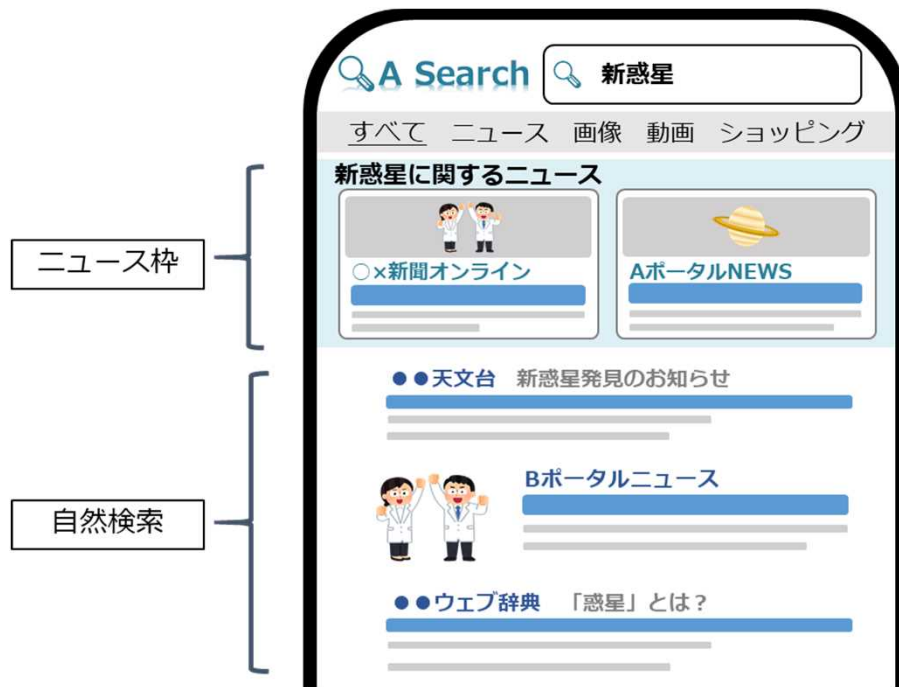 A Search
新惑星
すべて ニュース 画像 動画 ショッピング
新惑星に関するニュース
ニュース枠
○×新聞オンライン
AポータルNEWS
●●天文台 新惑星発見のお知らせ
Bポータルニュース
自然検索
●●ウェブ辞典 「惑星」とは？